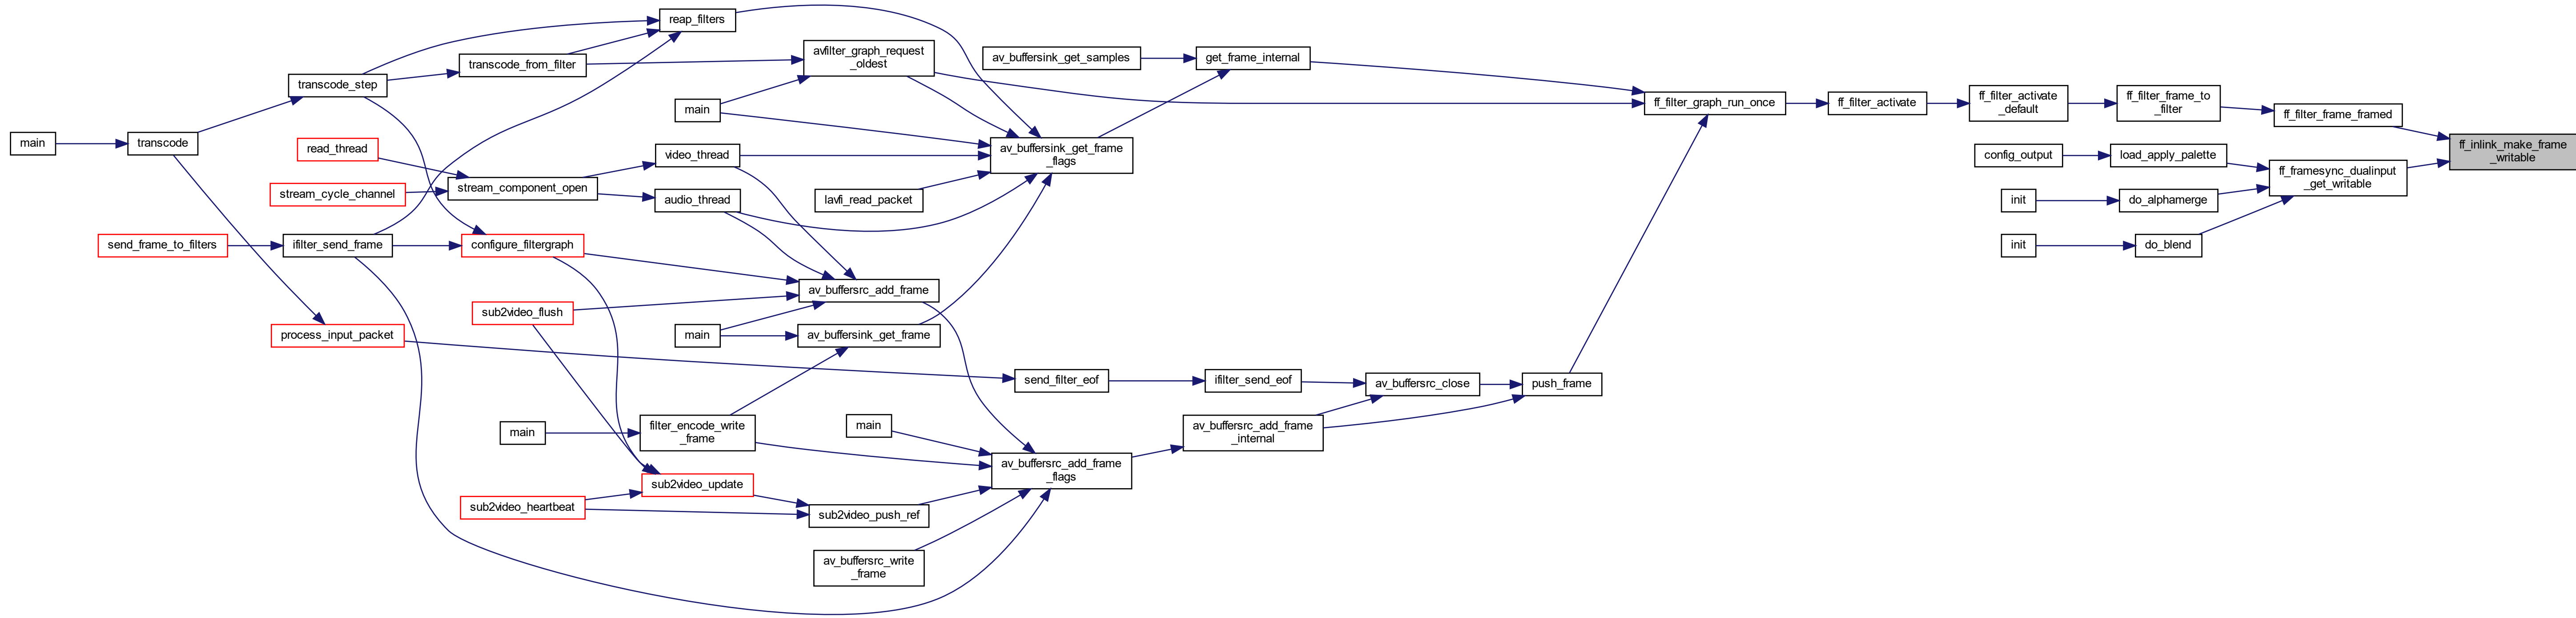 reap_filters
avfilter_graph_request
_oldest
av_buffersink_get_samples
get_frame_internal
transcode_from_filter
transcode_step
main
ff_filter_graph_run_once
ff_filter_activate
ff_filter_activate
_default
ff_filter_frame_to
_filter
ff_filter_frame_framed
main
transcode
read_thread
video_thread
av_buffersink_get_frame
_flags
config_output
load_apply_palette
ff_inlink_make_frame
_writable
ff_framesync_dualinput
_get_writable
stream_cycle_channel
stream_component_open
audio_thread
lavfi_read_packet
init
do_alphamerge
send_frame_to_filters
ifilter_send_frame
configure_filtergraph
init
do_blend
av_buffersrc_add_frame
sub2video_flush
process_input_packet
main
av_buffersink_get_frame
send_filter_eof
ifilter_send_eof
av_buffersrc_close
push_frame
main
filter_encode_write
_frame
main
av_buffersrc_add_frame
_internal
av_buffersrc_add_frame
_flags
sub2video_update
sub2video_heartbeat
sub2video_push_ref
av_buffersrc_write
_frame